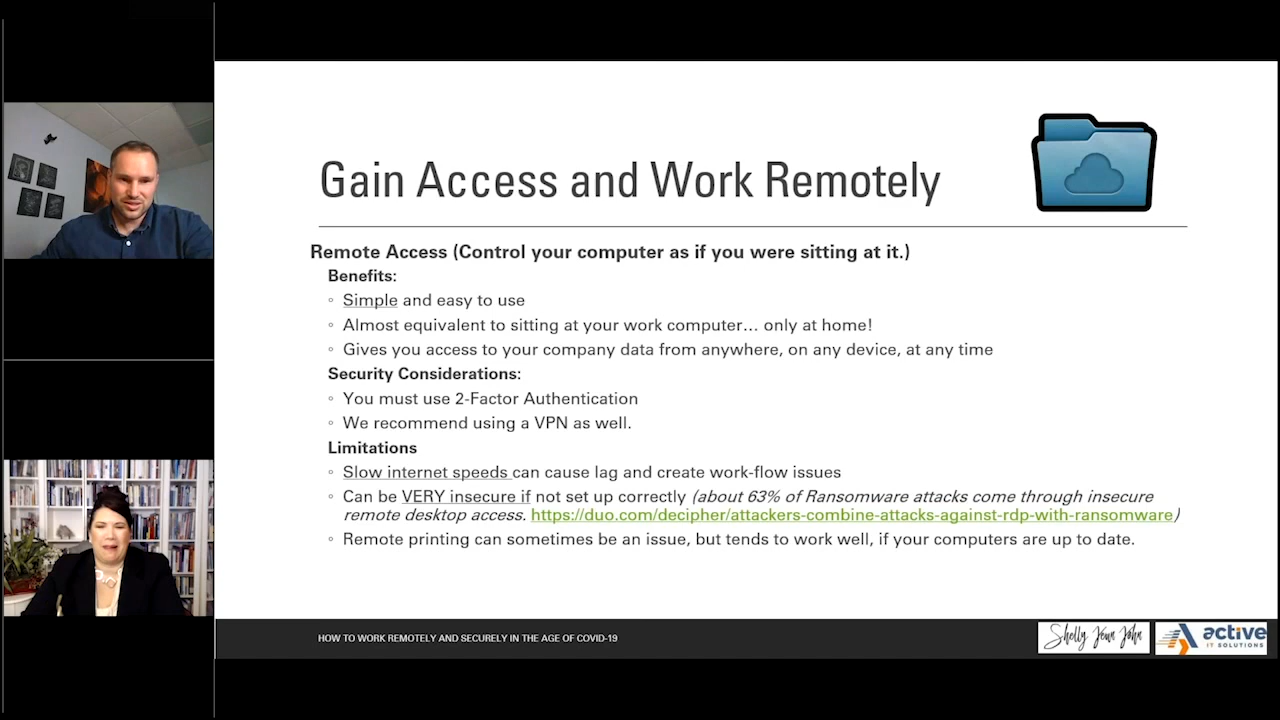 Gain Access and Work Remotely
Remote Access (Control your computer as if you were sitting at it.)
Benefits:
◦ Simple and easy to use
◦ Almost equivalent to sitting at your work computer… only at home!
◦ Gives you access to your company data from anywhere, on any device, at any time
Security Considerations:
◦ You must use 2-Factor Authentication
◦ We recommend using a VPN as well.
Limitations
◦ Slow internet speeds can cause lag and create work-flow issues
◦ Can be VERY insecure if not set up correctly (about 63% of Ransomware attacks come through insecure
remote desktop access. https://duo.com/decipher/attackers-combine-attacks-against-rdp-with-ransomware)
◦ Remote printing can sometimes be an issue, but tends to work well, if your computers are up to date.
HOW TO WORK REMOTELY AND SECURELY IN THE AGE OF COVID-19
Shelly Jean John
active
IT SOLUTIONS